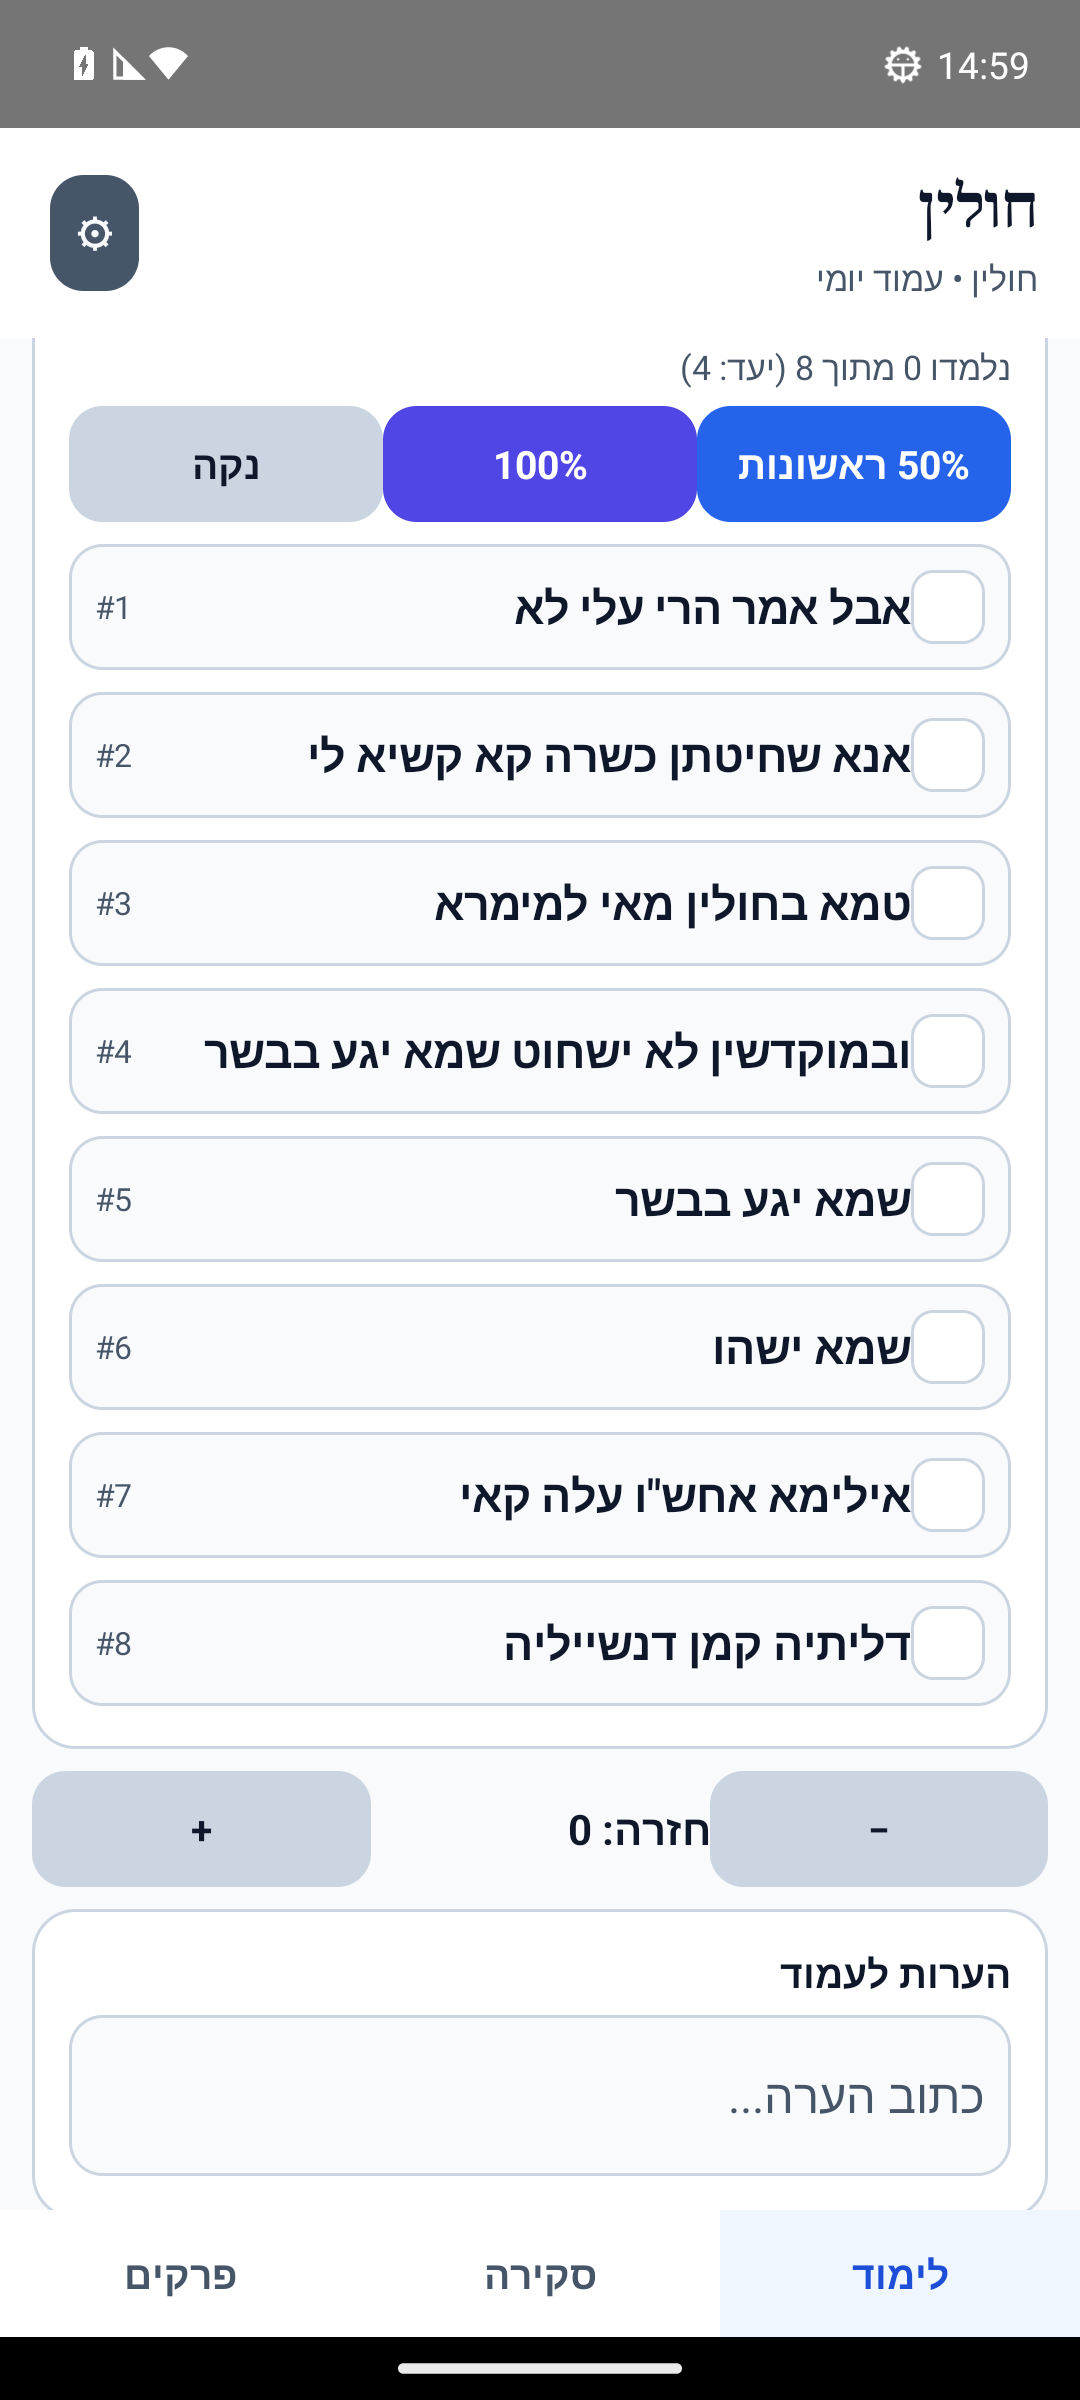 14:59
חולין
חולין • עמוד יומי
נלמדו 0 מתוך 8 (יעד: 4)
50% ראשונות
100%
נקה
אבל אמר הרי עלי לא #1
אנא שחיטתן כשרה קא קשיא לי #2
טמא בחולין מאי למימרא #3
ובמוקדשין לא ישחוט שמא יגע בבשר #4
שמא יגע בבשר #5
שמא ישהו #6
אילימא אחש"ו עלה קאי #7
דליתיה קמן דנשייליה #8
−
חזרה: 0
+
הערות לעמוד
כתוב הערה...
לימוד
סקירה
פרקים